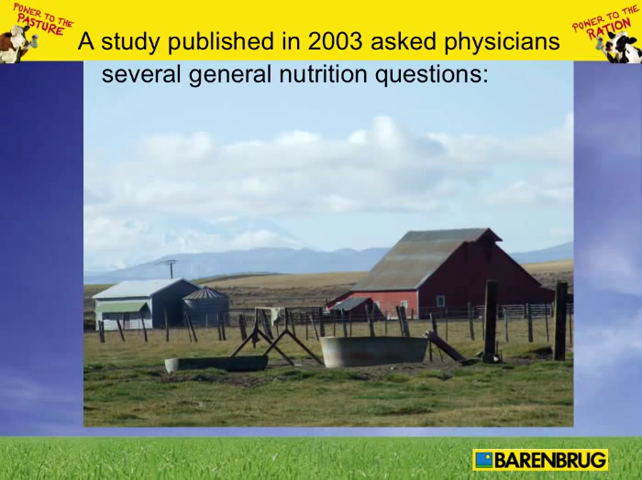 POWER TO THE
PASTURE
POWER TO THE
RATION
A study published in 2003 asked physicians
several general nutrition questions:
BARENBRUG